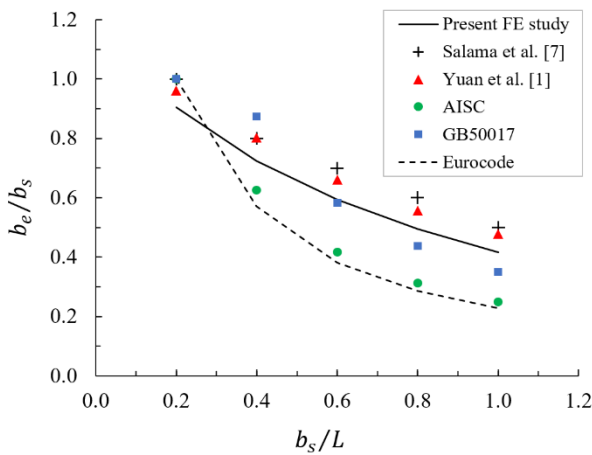 1.2
1.0
0.8
0.6
0.4
0.2
0.0
b_e/b_s
0.0 0.2 0.4 0.6 0.8 1.0 1.2
b_s/L
Present FE study
Salama et al. [7]
Yuan et al. [1]
AISC
GB50017
Eurocode